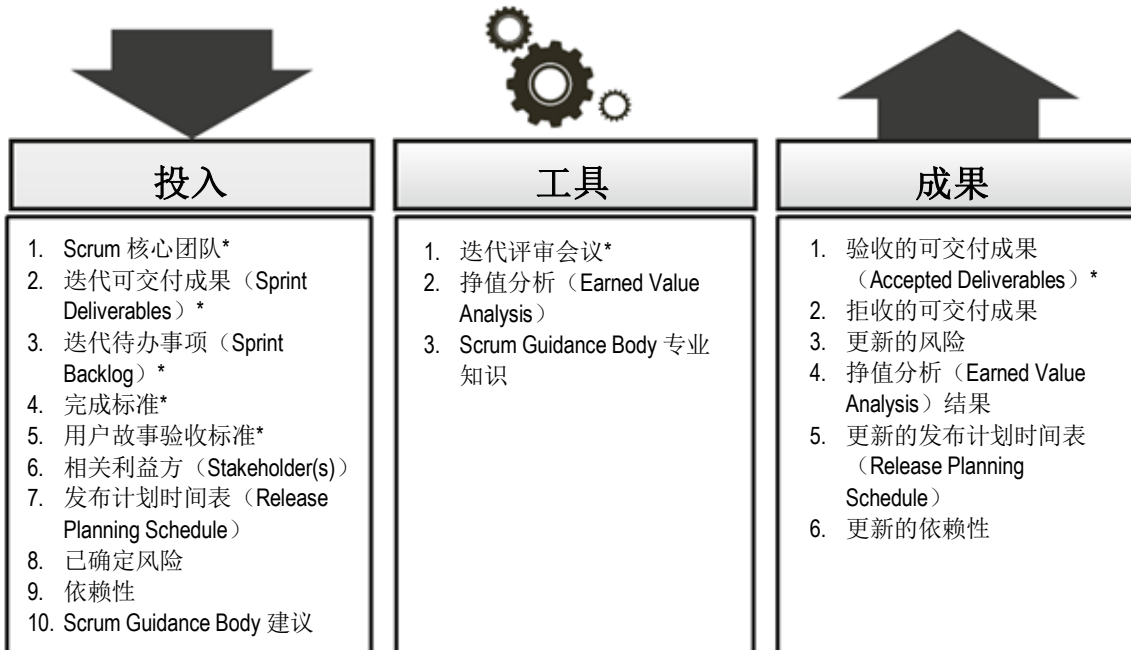 投入
1. Scrum 核心团队*
2. 迭代可交付成果（Sprint
Deliverables）*
3. 迭代待办事项（Sprint
Backlog）*
4. 完成标准*
5. 用户故事验收标准*
6. 相关利益方（Stakeholder(s)）
7. 发布计划时间表（Release
Planning Schedule）
8. 已确定风险
9. 依赖性
10. Scrum Guidance Body 建议
工具
1. 迭代评审会议*
2. 挣值分析（Earned Value
Analysis）
3. Scrum Guidance Body 专业
知识
成果
1. 验收的可交付成果
（Accepted Deliverables）*
2. 拒收的可交付成果
3. 更新的风险
4. 挣值分析（Earned Value
Analysis）结果
5. 更新的发布计划时间表
（Release Planning
Schedule）
6. 更新的依赖性